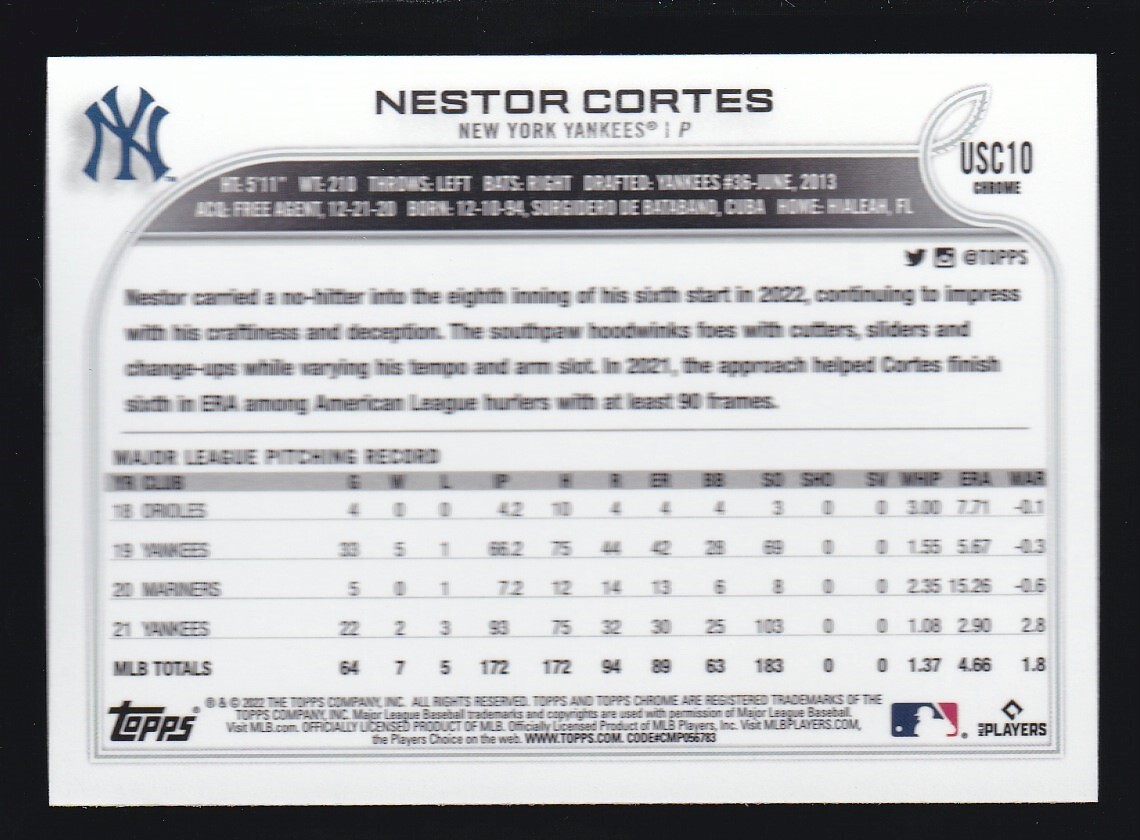 NY
NESTOR CORTES
NEW YORK YANKEES® | P
USC10
CHROME
HT: 5'11" WT: 210 THROWS: LEFT BATS: RIGHT DRAFTED: YANKEES #36-JUNE, 2013
ACQ: FREE AGENT, 12-21-20 BORN: 12-10-94, SURGIDERO DE BATABANO, CUBA HOME: HIALEAH, FL
@TOPPS
Nestor carried a no-hitter into the eighth inning of his sixth start in 2022, continuing to impress
with his craftiness and deception. The southpaw hoodwinks foes with cutters, sliders and
change-ups while varying his tempo and arm slot. In 2021, the approach helped Cortes finish
sixth in ERA among American League hurlers with at least 90 frames.
MAJOR LEAGUE PITCHING RECORD
YR CLUB G W L IP H R ER BB SO SHO SV WHIP ERA WAR
18 ORIOLES 4 0 0 4.2 10 4 4 4 3 0 0 3.00 7.71 -0.1
19 YANKEES 33 5 1 66.2 75 44 42 28 69 0 0 1.55 5.67 -0.3
20 MARINERS 5 0 1 7.2 12 14 13 6 8 0 0 2.35 15.26 -0.6
21 YANKEES 22 2 3 93 75 32 30 25 103 0 0 1.08 2.90 2.8
MLB TOTALS 64 7 5 172 172 94 89 63 183 0 0 1.37 4.66 1.8
Topps®
® & © 2022 THE TOPPS COMPANY, INC. ALL RIGHTS RESERVED. TOPPS AND TOPPS CHROME ARE REGISTERED TRADEMARKS OF THE
TOPPS COMPANY, INC. Major League Baseball trademarks and copyrights are used with permission of Major League Baseball.
Visit MLB.com. OFFICIALLY LICENSED PRODUCT OF MLB. Officially Licensed Product of MLB Players, Inc. Visit MLBPLAYERS.COM,
the Players Choice on the web. WWW.TOPPS.COM. CODE#CMP056783
MLB PLAYERS